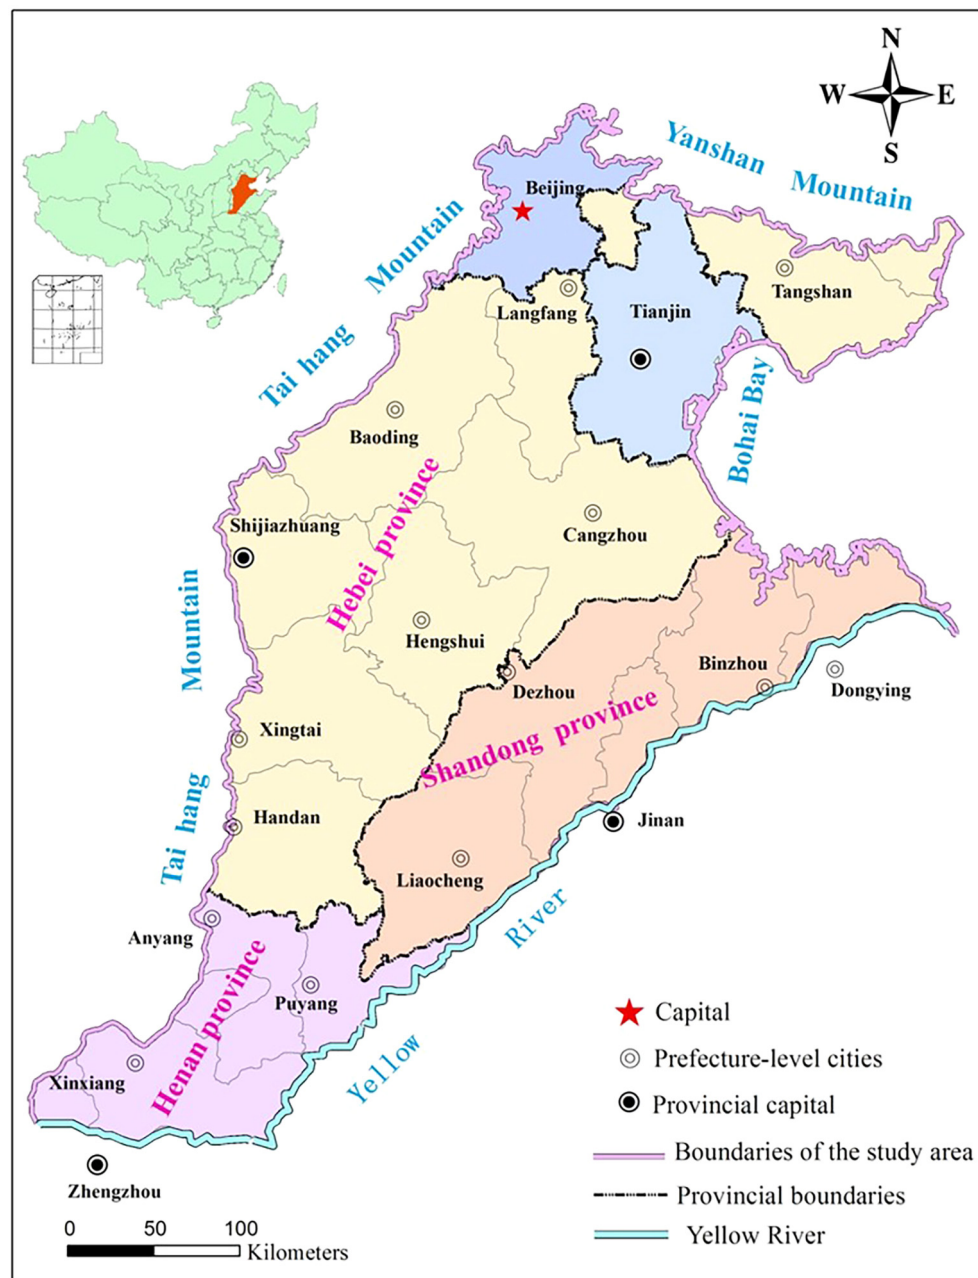 N
W E
S
Yanshan Mountain
Beijing
Tai hang Mountain
Langfang
Tianjin
Tangshan
Bohai Bay
Baoding
Shijiazhuang
Cangzhou
Hebei province
Hengshui
Tai hang Mountain
Dezhou
Binzhou
Dongying
Xingtai
Shandong province
Handan
Jinan
Liaocheng
Anyang
Puyang
Henan province
Xinxiang
Yellow River
Zhengzhou
Capital
Prefecture-level cities
Provincial capital
Boundaries of the study area
Provincial boundaries
Yellow River
0 50 100
Kilometers